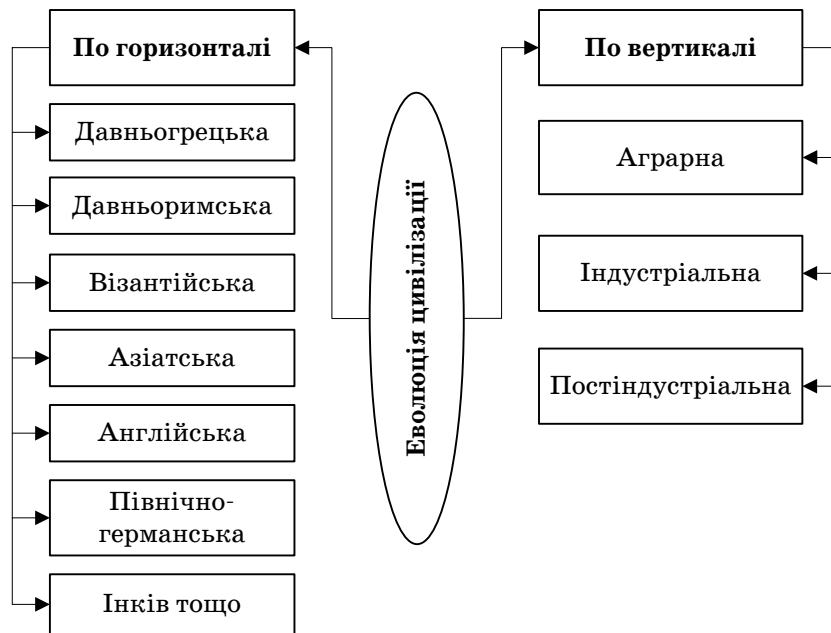 По горизонталі
Давньогрецька
Давньоримська
Візантійська
Азіатська
Англійська
Північно-
германська
Інків тощо
Еволюція цивілізації
По вертикалі
Аграрна
Індустріальна
Постіндустріальна